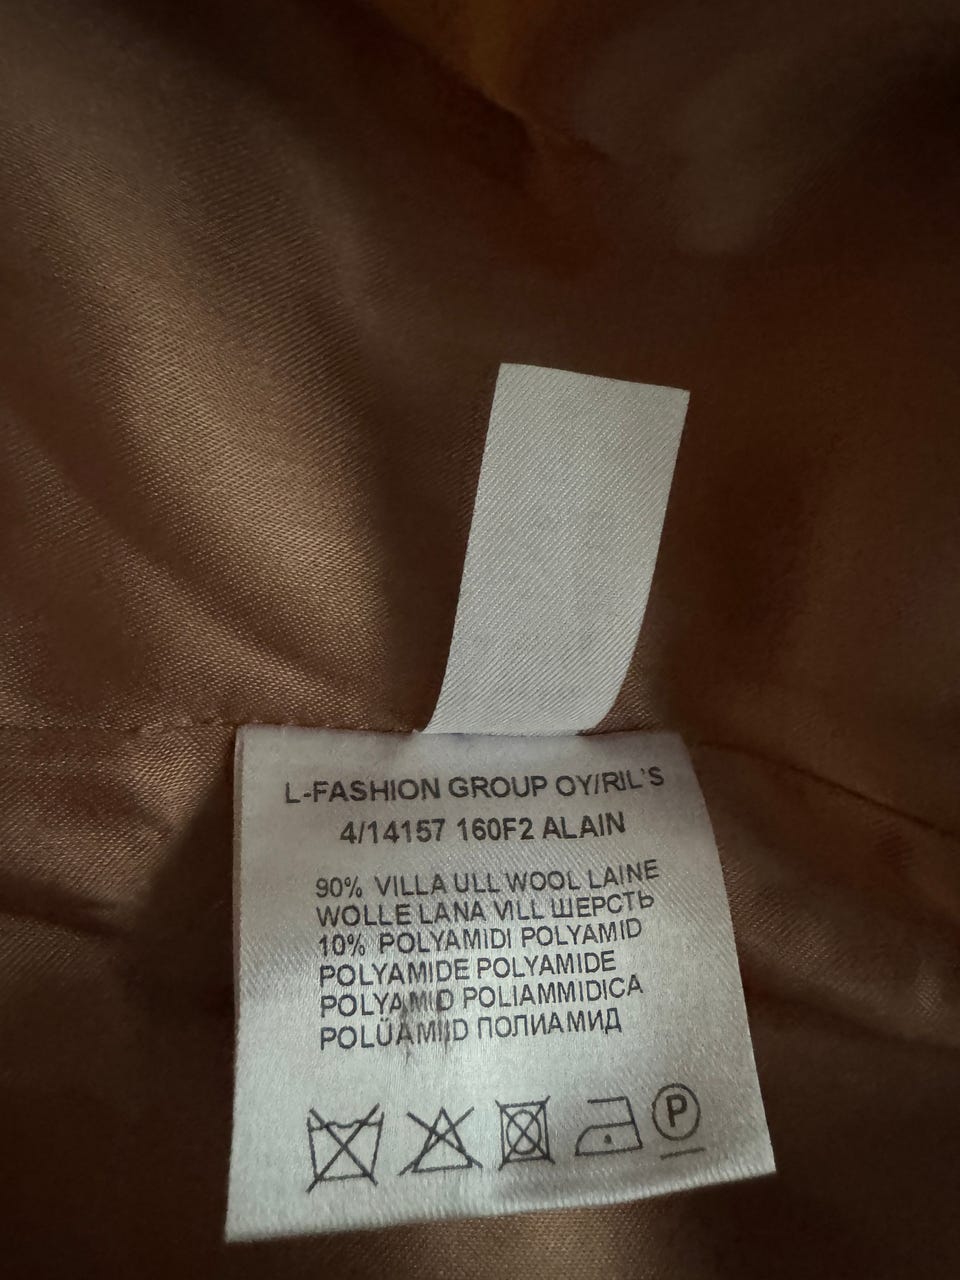 L-FASHION GROUP OY/RIL'S
4/14157 160F2 ALAIN
90% VILLA ULL WOOL LAINE
WOLLE LANA VILL ШЕРСТЬ
10% POLYAMIDI POLYAMID
POLYAMIDE POLYAMIDE
POLYAMID POLIAMMIDICA
POLÜAMIID ПОЛИАМИД
P